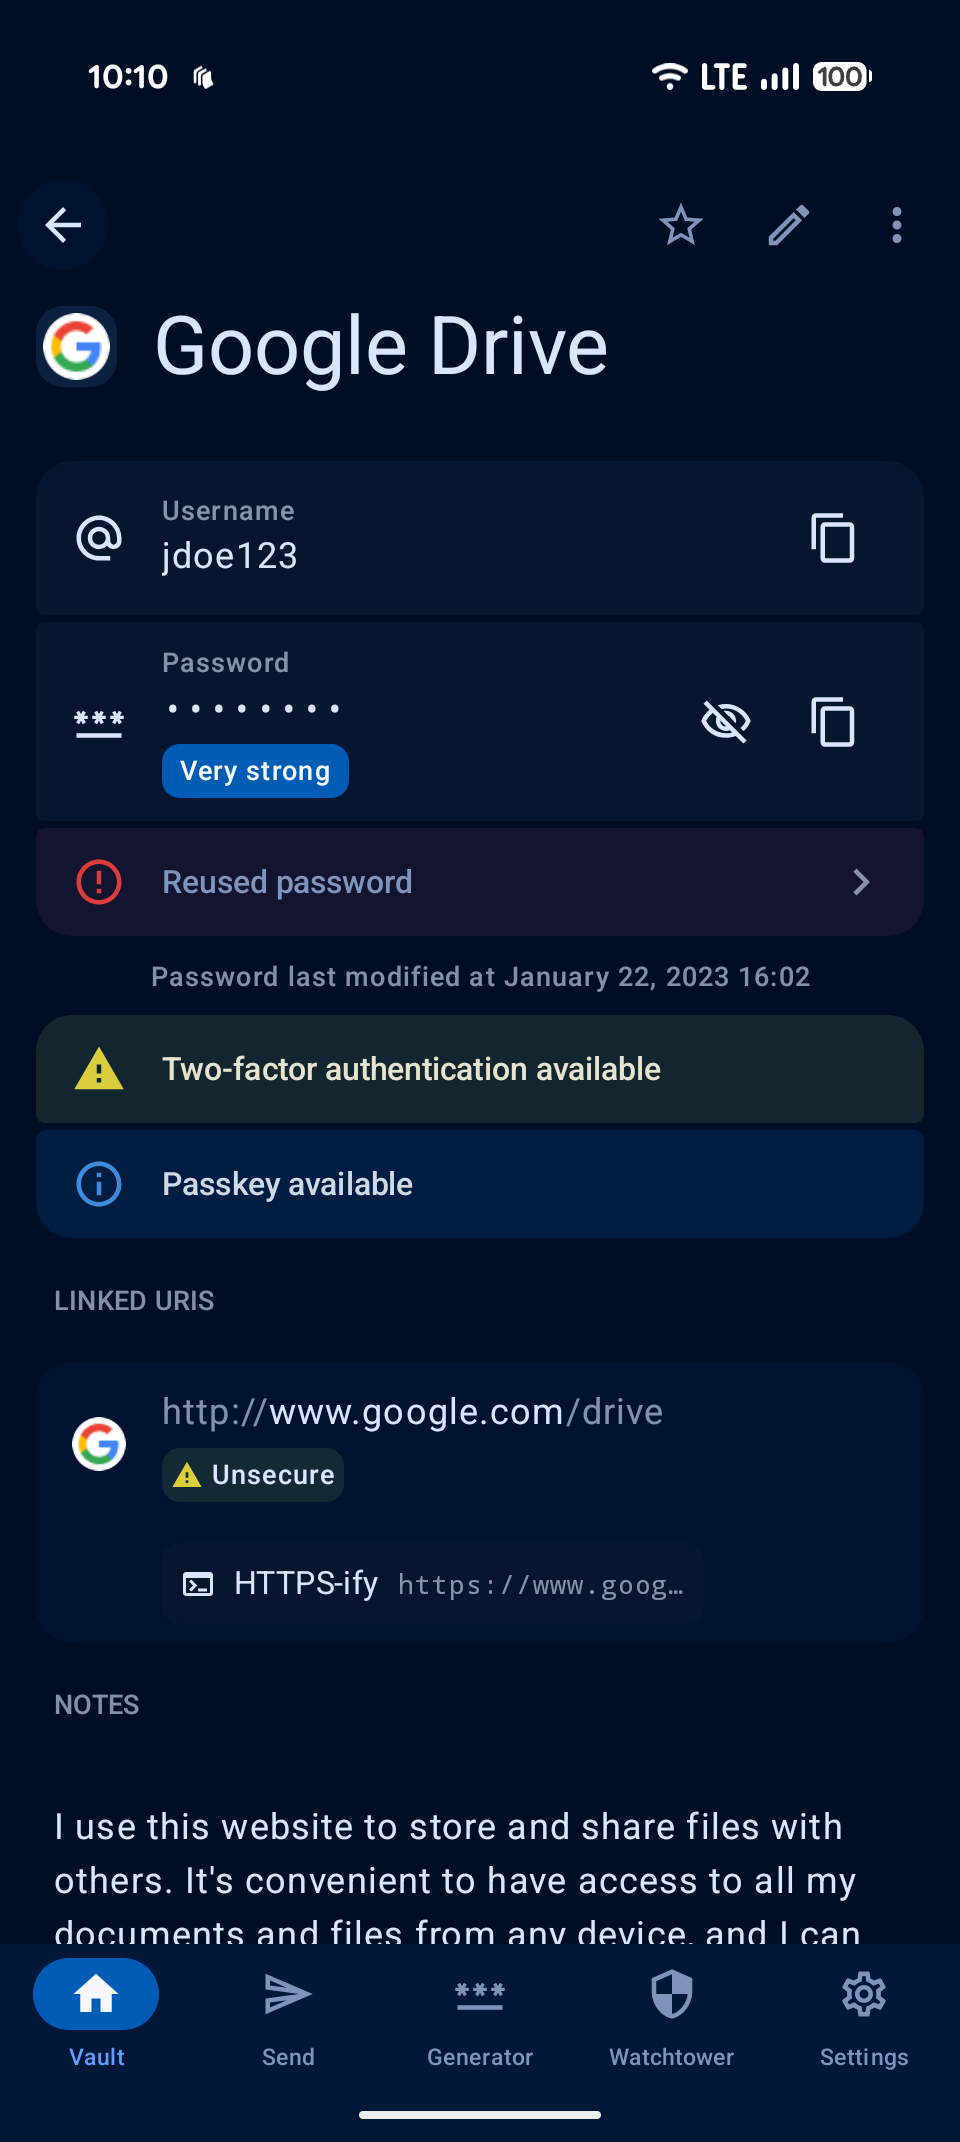 10:10 LTE 100
Google Drive
Username
jdoe123
Password
••••••••
Very strong
Reused password
Password last modified at January 22, 2023 16:02
Two-factor authentication available
Passkey available
LINKED URIS
http://www.google.com/drive
Unsecure
HTTPS-ify https://www.goog…
NOTES
I use this website to store and share files with
others. It's convenient to have access to all my
documents and files from any device, and I can
Vault Send Generator Watchtower Settings